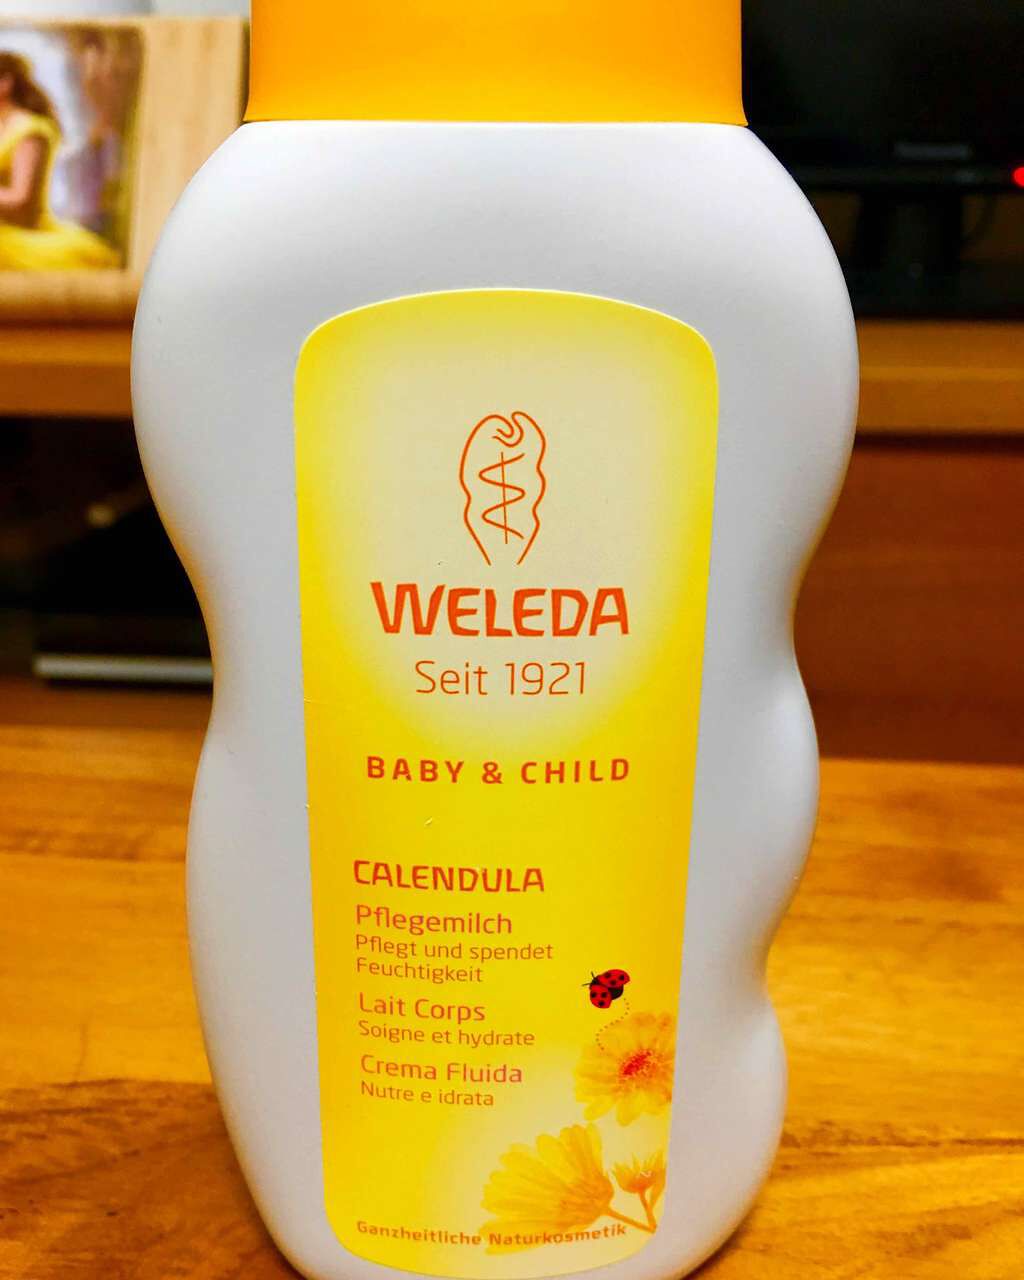 WELEDA
Seit 1921
BABY & CHILD
CALENDULA
Pflegemilch
Pflegt und spendet
Feuchtigkeit
Lait Corps
Soigne et hydrate
Crema Fluida
Nutre e idrata
Ganzheitliche Naturkosmetik